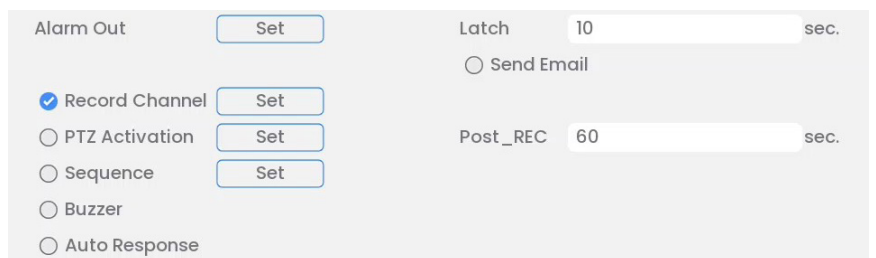 Alarm Out Set Latch 10 sec.
Send Email
Record Channel Set
PTZ Activation Set Post_REC 60 sec.
Sequence Set
Buzzer
Auto Response